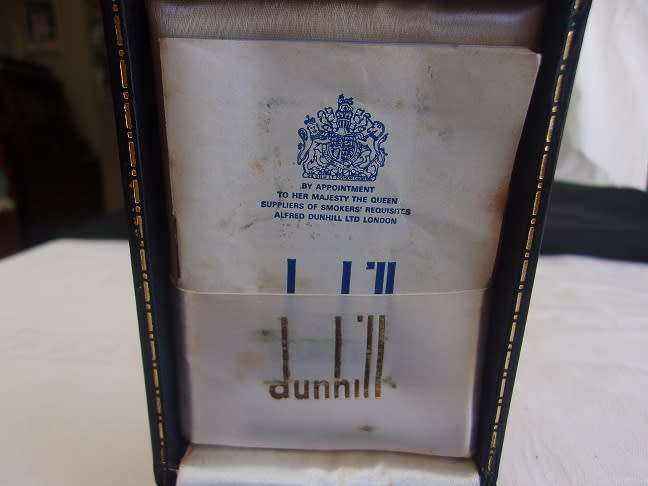 BY APPOINTMENT
TO HER MAJESTY THE QUEEN
SUPPLIERS OF SMOKERS' REQUISITES
ALFRED DUNHILL LTD LONDON
dunhill